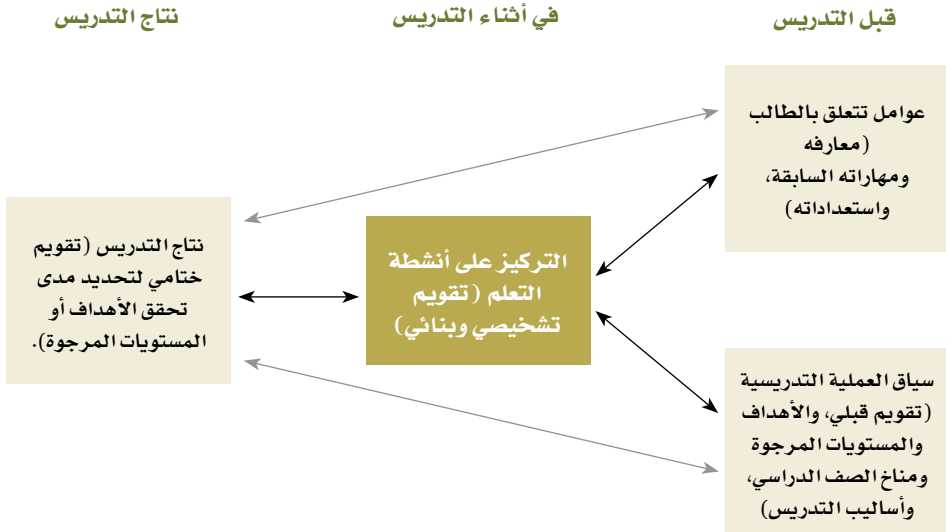 قبل التدريس
في أثناء التدريس
نتاج التدريس
عوامل تتعلق بالطالب
(معارفه
ومهاراته السابقة،
واستعداداته)
التركيز على أنشطة
التعلم (تقويم
تشخيصي وبنائي)
نتاج التدريس (تقويم
ختامي لتحديد مدى
تحقق الأهداف أو
المستويات المرجوة).
سياق العملية التدريسية
(تقويم قبلي، والأهداف
والمستويات المرجوة
ومناخ الصف الدراسي،
وأساليب التدريس)